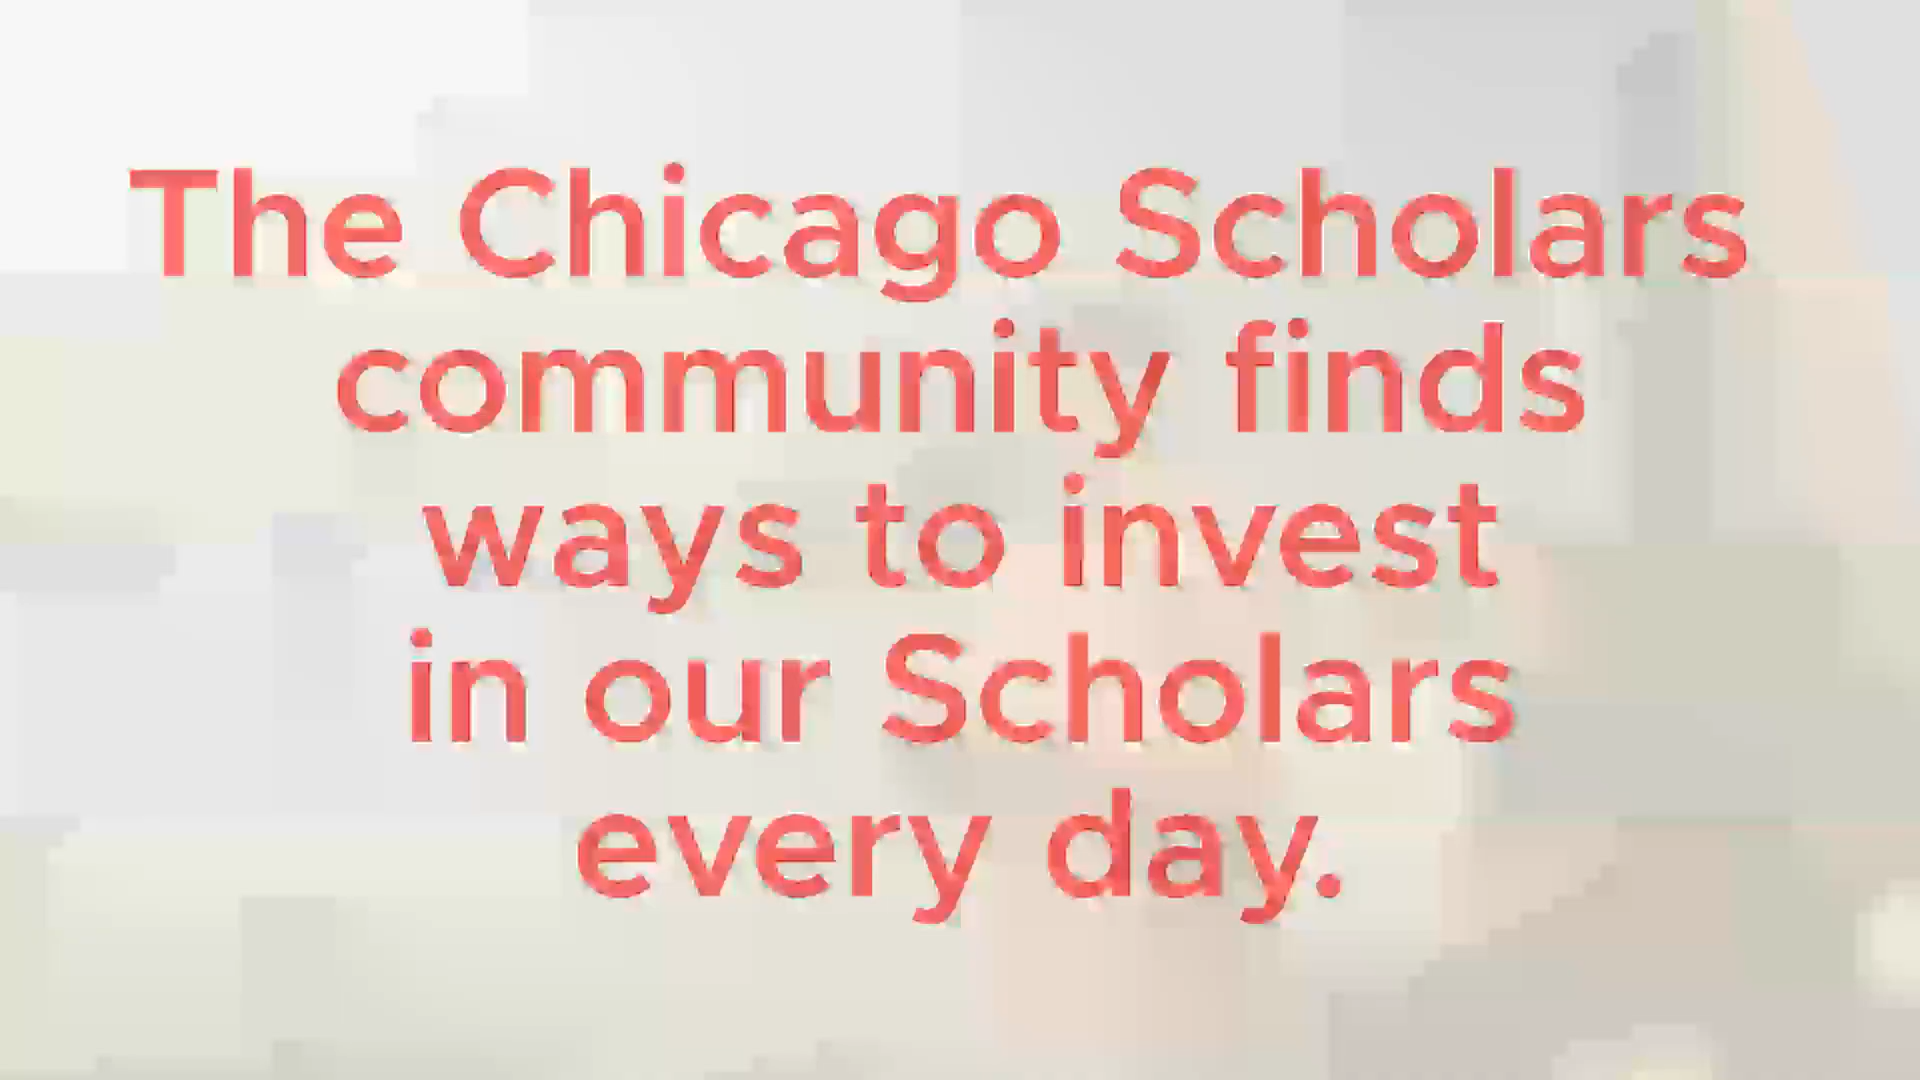 The Chicago Scholars
community finds
ways to invest
in our Scholars
every day.